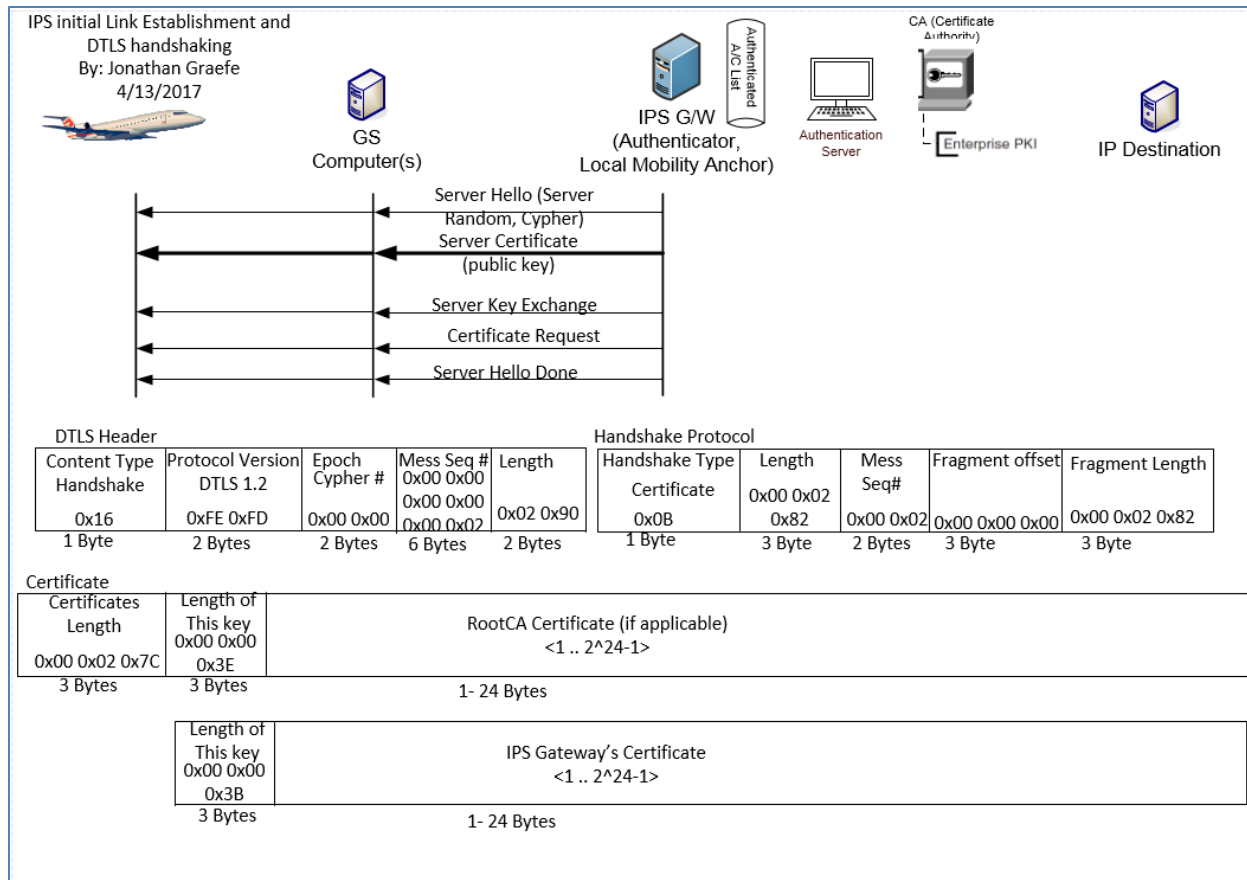 IPS initial Link Establishment and
DTLS handshaking
By: Jonathan Graefe
4/13/2017
GS
Computer(s)
IPS G/W
(Authenticator,
Local Mobility Anchor)
Authenticated
A/C List
Authentication
Server
CA (Certificate
Authority)
Enterprise PKI
IP Destination
Server Hello (Server
Random, Cypher)
Server Certificate
(public key)
Server Key Exchange
Certificate Request
Server Hello Done
DTLS Header
Content Type
Handshake
0x16
1 Byte
Protocol Version
DTLS 1.2
0xFE 0xFD
2 Bytes
Epoch
Cypher #
0x00 0x00
2 Bytes
Mess Seq #
0x00 0x00
0x00 0x00
0x00 0x02
6 Bytes
Length
0x02 0x90
2 Bytes
Handshake Protocol
Handshake Type
Certificate
0x0B
1 Byte
Length
0x00 0x02
0x82
3 Byte
Mess
Seq#
0x00 0x02
2 Bytes
Fragment offset
0x00 0x00 0x00
3 Byte
Fragment Length
0x00 0x02 0x82
3 Byte
Certificate
Certificates
Length
0x00 0x02 0x7C
3 Bytes
Length of
This key
0x00 0x00
0x3E
3 Bytes
RootCA Certificate (if applicable)
<1 .. 2^24-1>
1- 24 Bytes
Length of
This key
0x00 0x00
0x3B
3 Bytes
IPS Gateway's Certificate
<1 .. 2^24-1>
1- 24 Bytes